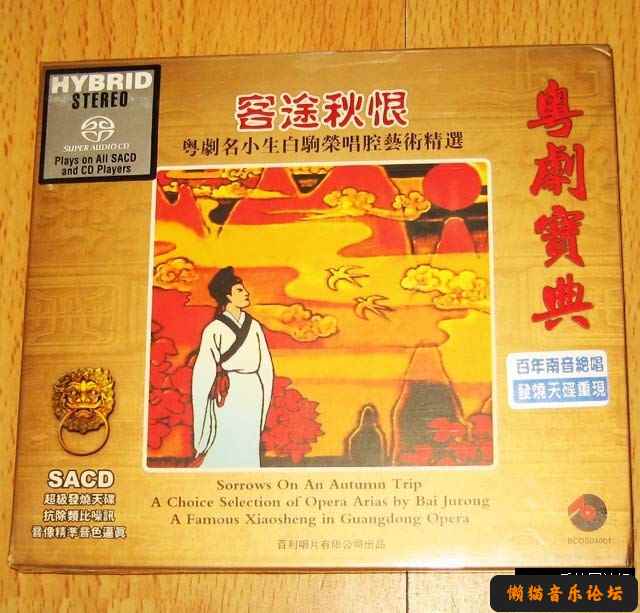 HYBRID
STEREO
SUPER AUDIO CD
Plays on All SACD
and CD Players
客途秋恨
粵劇名小生白駒榮唱腔藝術精選
粵劇寶典
百年南音絕唱
發燒天碟重現
SACD
超級發燒天碟
抗除類比噪訊
音像精準音色逼真
Sorrows On An Autumn Trip
A Choice Selection of Opera Arias by Bai Jurong
A Famous Xiaosheng in Guangdong Opera
百利唱片有限公司出品
懒猫音乐论坛